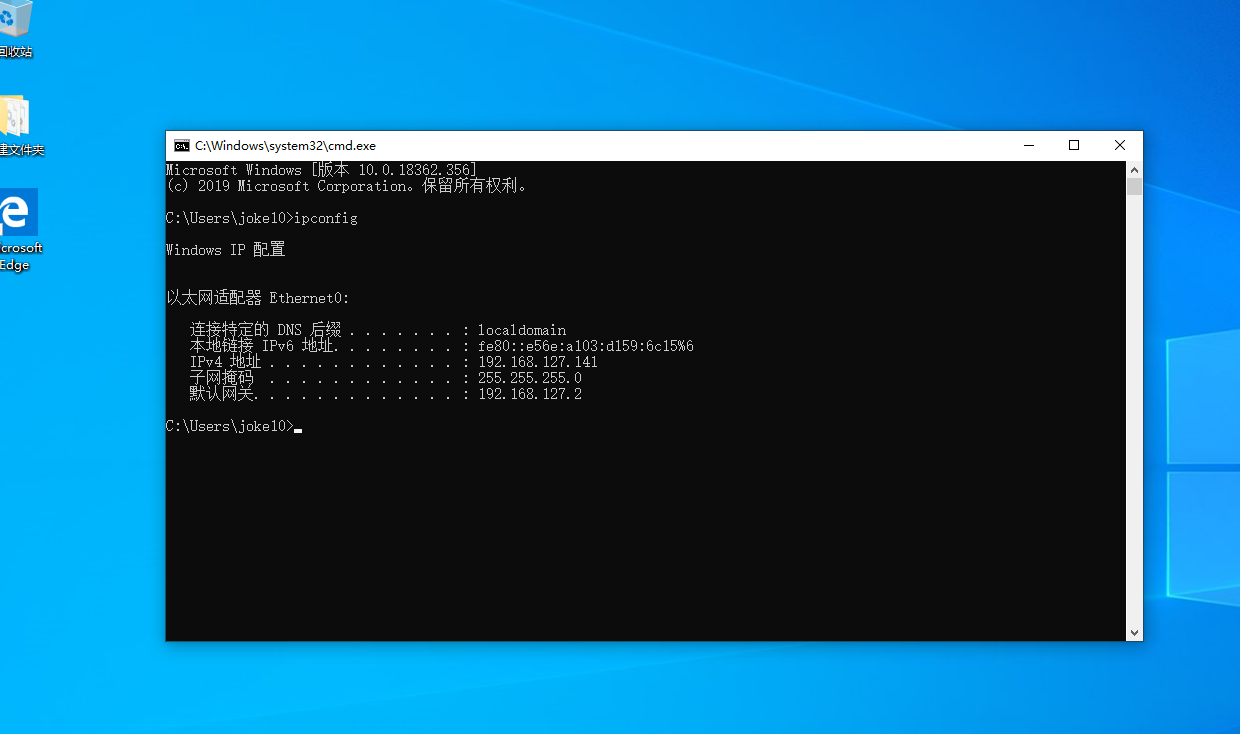 回收站
建文件夹
crosoft
Edge
C:\Windows\system32\cmd.exe
Microsoft Windows [版本 10.0.18362.356]
(c) 2019 Microsoft Corporation。保留所有权利。
C:\Users\joke10>ipconfig
Windows IP 配置
以太网适配器 Ethernet0:
连接特定的 DNS 后缀 . . . . . . . : localdomain
本地链接 IPv6 地址. . . . . . . . : fe80::e56e:a103:d159:6c15%6
IPv4 地址 . . . . . . . . . . . . : 192.168.127.141
子网掩码 . . . . . . . . . . . . : 255.255.255.0
默认网关. . . . . . . . . . . . . : 192.168.127.2
C:\Users\joke10>